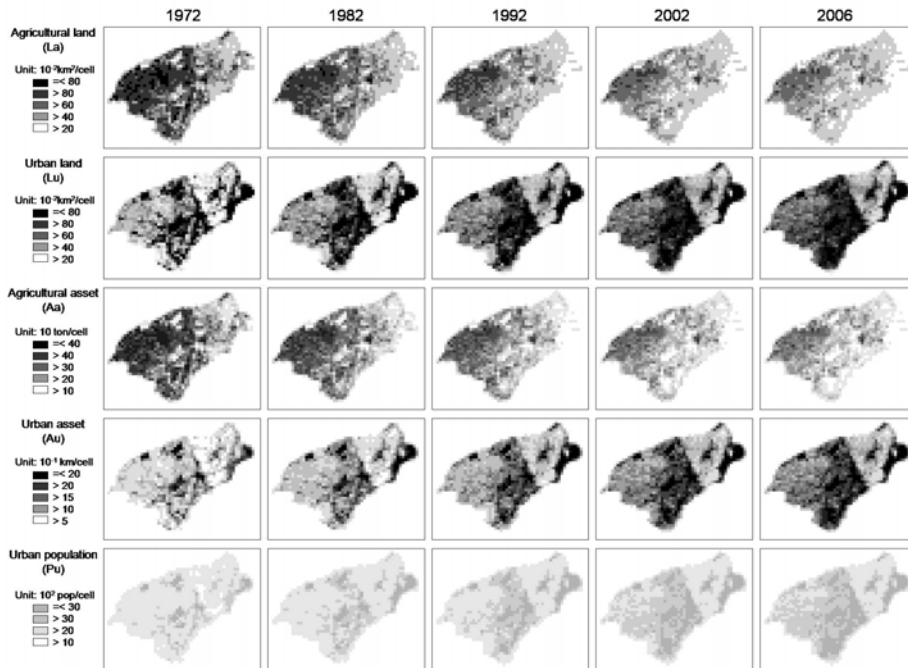 1972 1982 1992 2002 2006
Agricultural land
(La)
Unit: 10⁻²km²/cell
=< 80
> 80
> 60
> 40
> 20
Urban land
(Lu)
Unit: 10⁻²km²/cell
=< 80
> 80
> 60
> 40
> 20
Agricultural asset
(Aa)
Unit: 10 ton/cell
=< 40
> 40
> 30
> 20
> 10
Urban asset
(Au)
Unit: 10⁻¹ km/cell
=< 20
> 20
> 15
> 10
> 5
Urban population
(Pu)
Unit: 10² pop/cell
=< 30
> 30
> 20
> 10